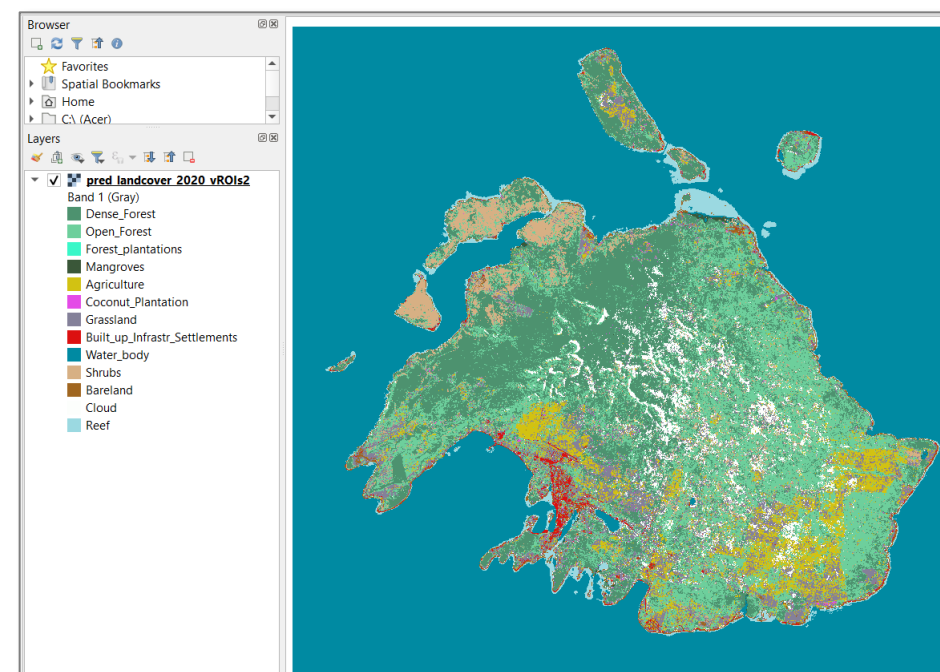 Browser
Favorites
Spatial Bookmarks
Home
C:\ (Acer)
Layers
pred_landcover_2020_vROIs2
Band 1 (Gray)
Dense_Forest
Open_Forest
Forest_plantations
Mangroves
Agriculture
Coconut_Plantation
Grassland
Built_up_Infrastr_Settlements
Water_body
Shrubs
Bareland
Cloud
Reef